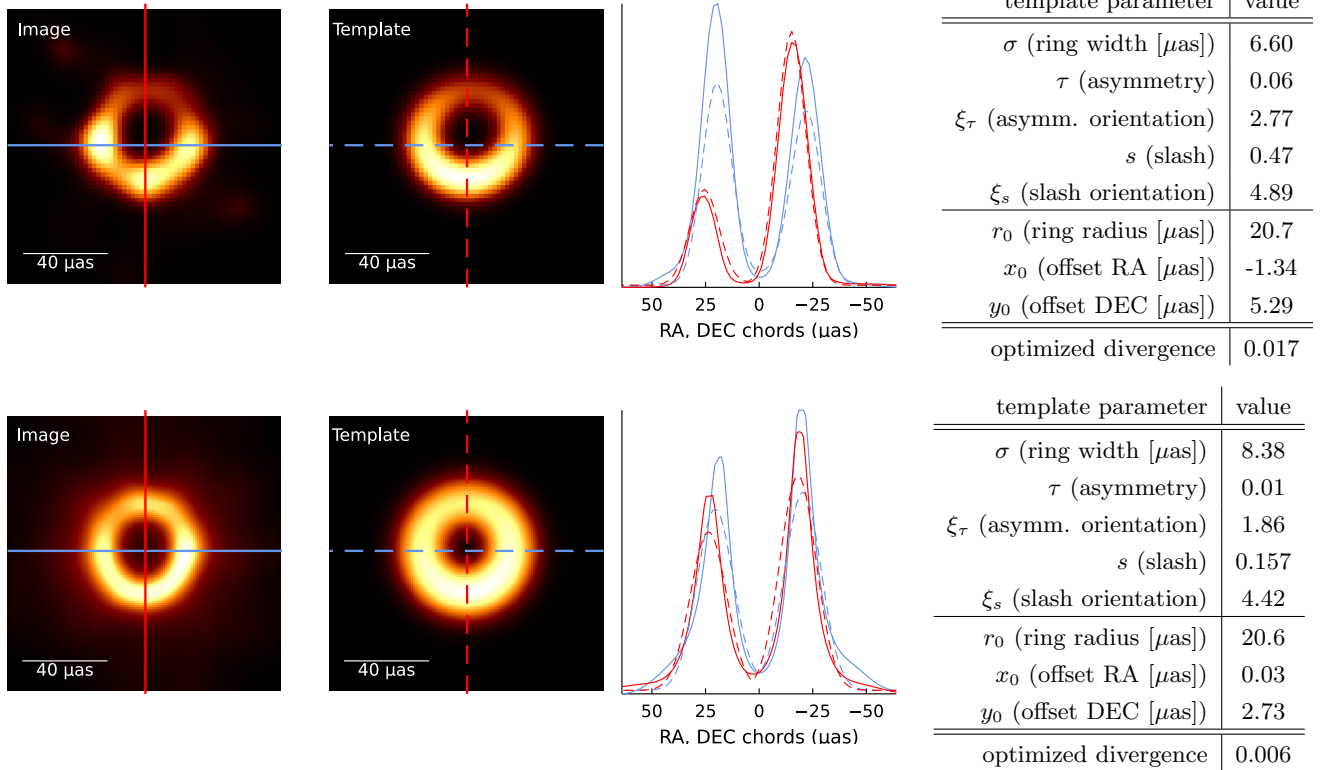 template parameter value
Image
Template
σ (ring width [μas]) 6.60
τ (asymmetry) 0.06
ξτ (asymm. orientation) 2.77
s (slash) 0.47
ξs (slash orientation) 4.89
r0 (ring radius [μas]) 20.7
x0 (offset RA [μas]) -1.34
y0 (offset DEC [μas]) 5.29
optimized divergence 0.017
40 μas
40 μas
50 25 0 −25 −50
RA, DEC chords (μas)
template parameter value
Image
Template
σ (ring width [μas]) 8.38
τ (asymmetry) 0.01
ξτ (asymm. orientation) 1.86
s (slash) 0.157
ξs (slash orientation) 4.42
r0 (ring radius [μas]) 20.6
x0 (offset RA [μas]) 0.03
y0 (offset DEC [μas]) 2.73
optimized divergence 0.006
40 μas
40 μas
50 25 0 −25 −50
RA, DEC chords (μas)